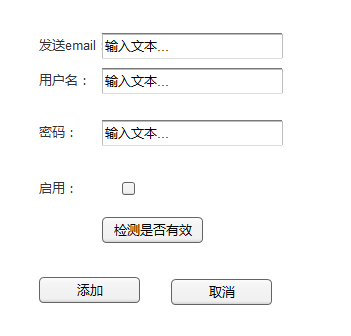 发送email 输入文本...
用户名： 输入文本...
密码： 输入文本...
启用：
检测是否有效
添加 取消